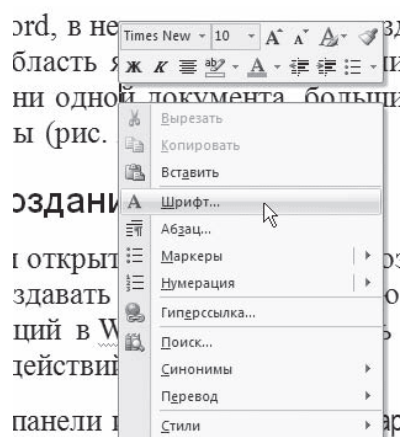 ord, в не
Times New 10 А А
бласть
Ж К
ни одной документа, больши
ы (рис.
Вырезать
Копировать
Вставить
оздани
Шрифт...
Абзац...
и открыт
Маркеры
здавать
Нумерация
ций в W
Гиперссылка...
Поиск...
действий
Синонимы
Перевод
панели
Стили